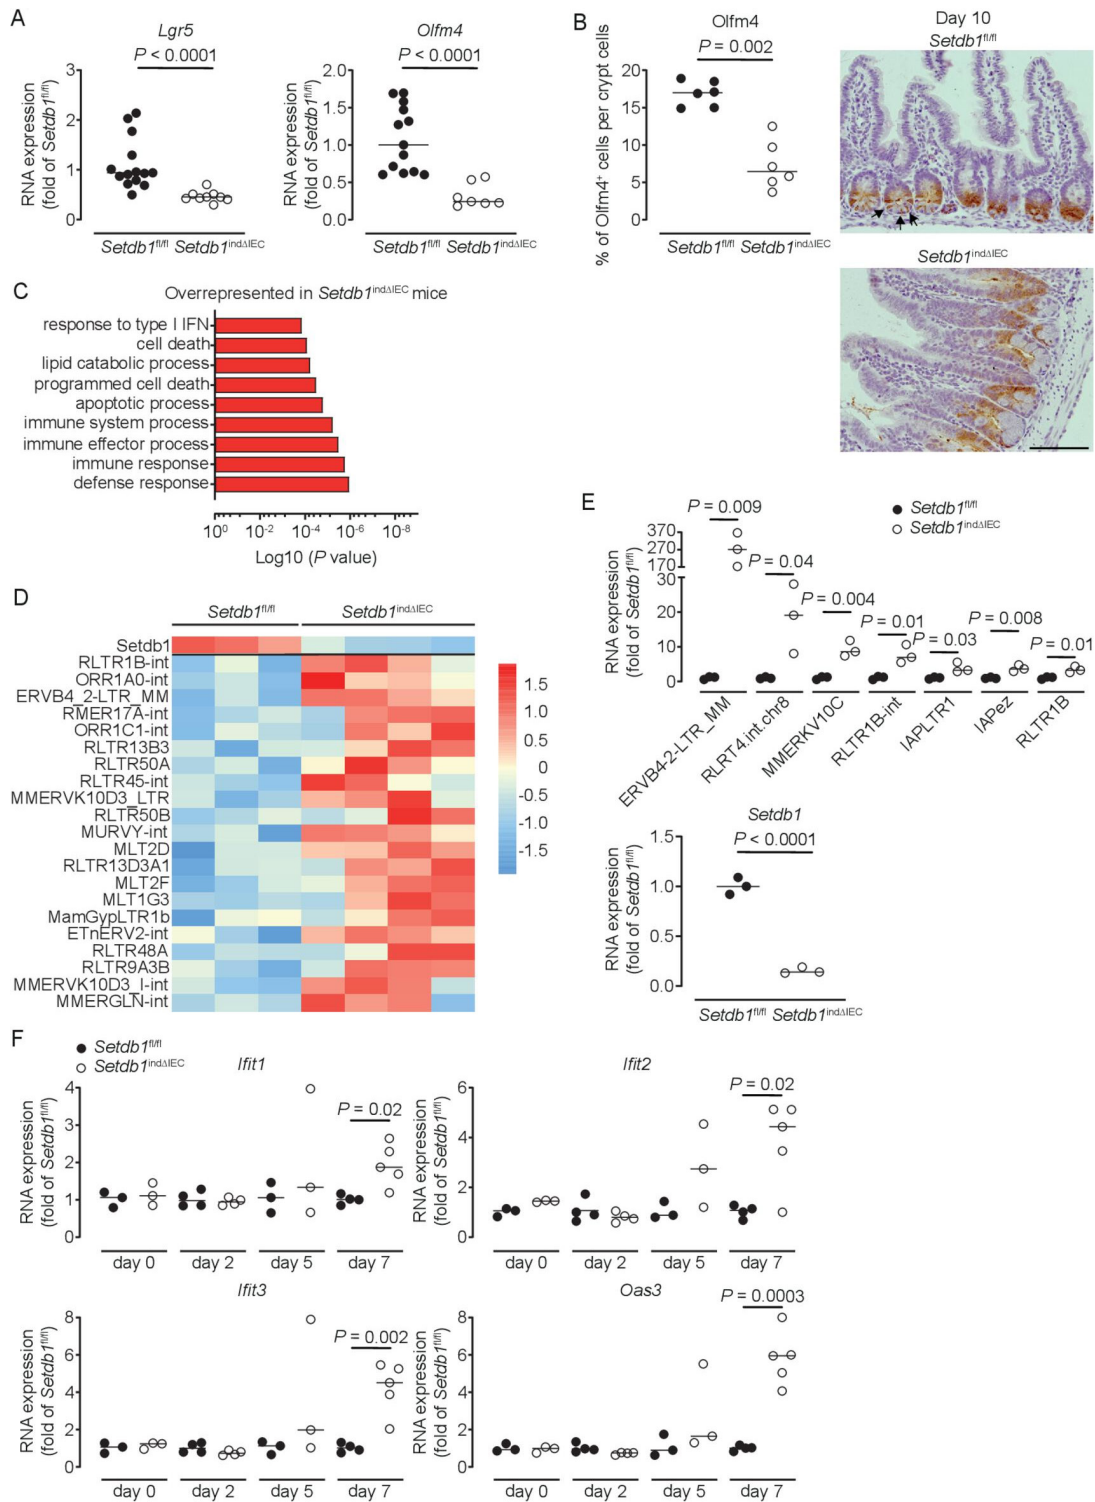 A
Lgr5
P < 0.0001
RNA expression
(fold of Setdb1fl/fl)
3
2
1
0
Setdb1fl/fl Setdb1indΔIEC
Olfm4
P < 0.0001
RNA expression
(fold of Setdb1fl/fl)
2.0
1.5
1.0
0.5
0
Setdb1fl/fl Setdb1indΔIEC
B
Olfm4
P = 0.002
% of Olfm4+ cells per crypt cells
20
15
10
5
0
Setdb1fl/fl Setdb1indΔIEC
Day 10
Setdb1fl/fl
Setdb1indΔIEC
C
Overrepresented in Setdb1indΔIEC mice
response to type I IFN
cell death
lipid catabolic process
programmed cell death
apoptotic process
immune system process
immune effector process
immune response
defense response
10^0 10^-2 10^-4 10^-6 10^-8
Log10 (P value)
D
Setdb1fl/fl Setdb1indΔIEC
Setdb1
RLTR1B-int
ORR1A0-int
ERVB4_2-LTR_MM
RMER17A-int
ORR1C1-int
RLTR13B3
RLTR50A
RLTR45-int
MMERVK10D3_LTR
RLTR50B
MURVY-int
MLT2D
RLTR13D3A1
MLT2F
MLT1G3
MamGypLTR1b
ETnERV2-int
RLTR48A
RLTR9A3B
MMERVK10D3_I-int
MMERGLN-int
1.5
1.0
0.5
0
-0.5
-1.0
-1.5
E
Setdb1fl/fl
Setdb1indΔIEC
RNA expression
(fold of Setdb1fl/fl)
370
270
170
30
20
10
0
P = 0.009
P = 0.04
P = 0.004
P = 0.01
P = 0.03
P = 0.008
P = 0.01
ERVB4-2-LTR_MM
RLRT4.int.chr8
MMERKV10C
RLTR1B-int
IAPLTR1
IAPez
RLTR1B
Setdb1
P < 0.0001
RNA expression
(fold of Setdb1fl/fl)
1.5
1.0
0.5
0.0
Setdb1fl/fl Setdb1indΔIEC
F
Setdb1fl/fl
Setdb1indΔIEC
Ifit1
P = 0.02
RNA expression
(fold of Setdb1fl/fl)
4
3
2
1
0
day 0 day 2 day 5 day 7
Ifit2
P = 0.02
RNA expression
(fold of Setdb1fl/fl)
6
4
2
0
day 0 day 2 day 5 day 7
Ifit3
P = 0.002
RNA expression
(fold of Setdb1fl/fl)
8
6
4
2
0
day 0 day 2 day 5 day 7
Oas3
P = 0.0003
RNA expression
(fold of Setdb1fl/fl)
8
6
4
2
0
day 0 day 2 day 5 day 7